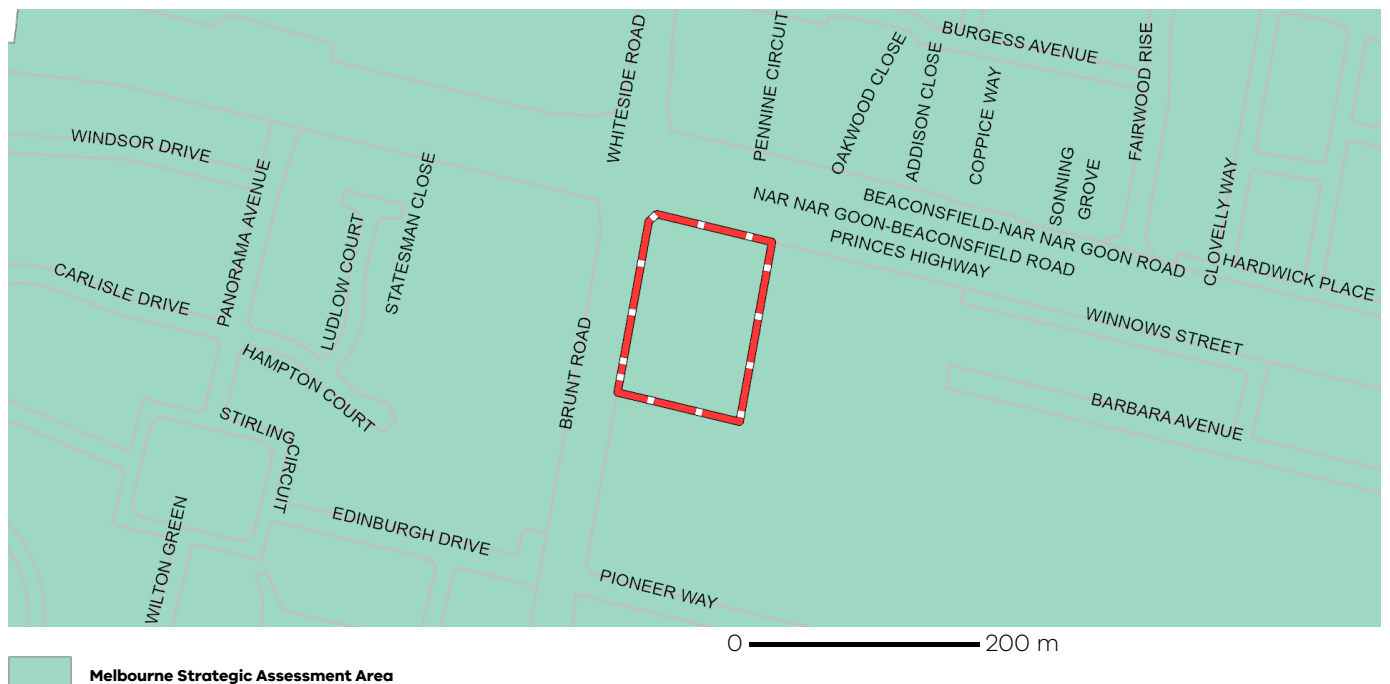 BURGESS AVENUE
WHITESIDE ROAD
PENNINE CIRCUIT
OAKWOOD CLOSE
ADDISON CLOSE
COPPICE WAY
FAIRWOOD RISE
WINDSOR DRIVE
PANORAMA AVENUE
STATESMAN CLOSE
LUDLOW COURT
SONNING
GROVE
CLOVELLY WAY
BEACONSFIELD-NAR NAR GOON ROAD
NAR NAR GOON-BEACONSFIELD ROAD
PRINCES HIGHWAY
HARDWICK PLACE
CARLISLE DRIVE
HAMPTON COURT
BRUNT ROAD
WINNOWS STREET
BARBARA AVENUE
STIRLING
CIRCUIT
EDINBURGH DRIVE
WILTON GREEN
PIONEER WAY
0 200 m
Melbourne Strategic Assessment Area